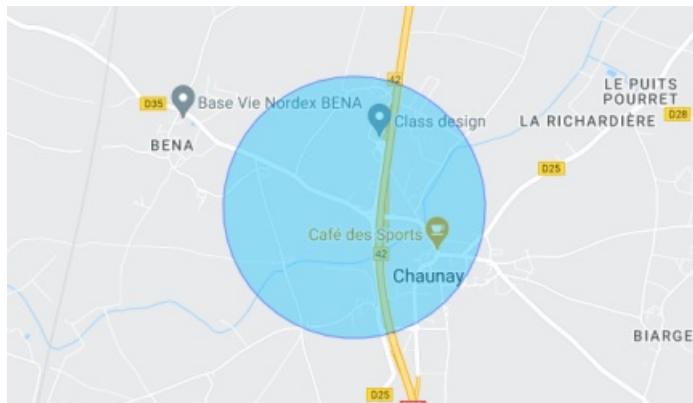 42
LE PUITS
POURRET
D35
Base Vie Nordex BENA
Class design
LA RICHARDIÈRE
D28
BENA
D25
Café des Sports
42
Chaunay
BIARGE
D25